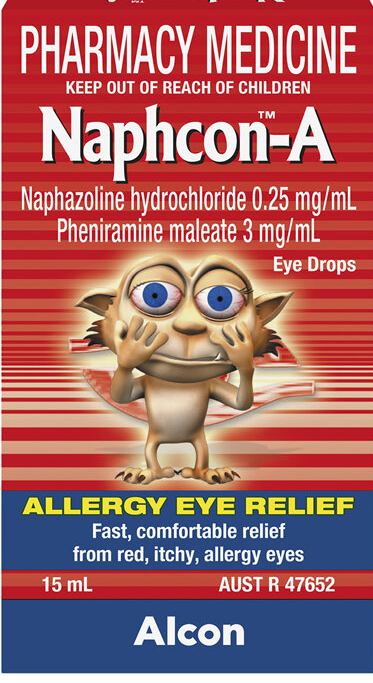 PHARMACY MEDICINE
KEEP OUT OF REACH OF CHILDREN
Naphcon™-A
Naphazoline hydrochloride 0.25 mg/mL
Pheniramine maleate 3 mg/mL
Eye Drops
ALLERGY EYE RELIEF
Fast, comfortable relief
from red, itchy, allergy eyes
15 mL AUST R 47652
Alcon